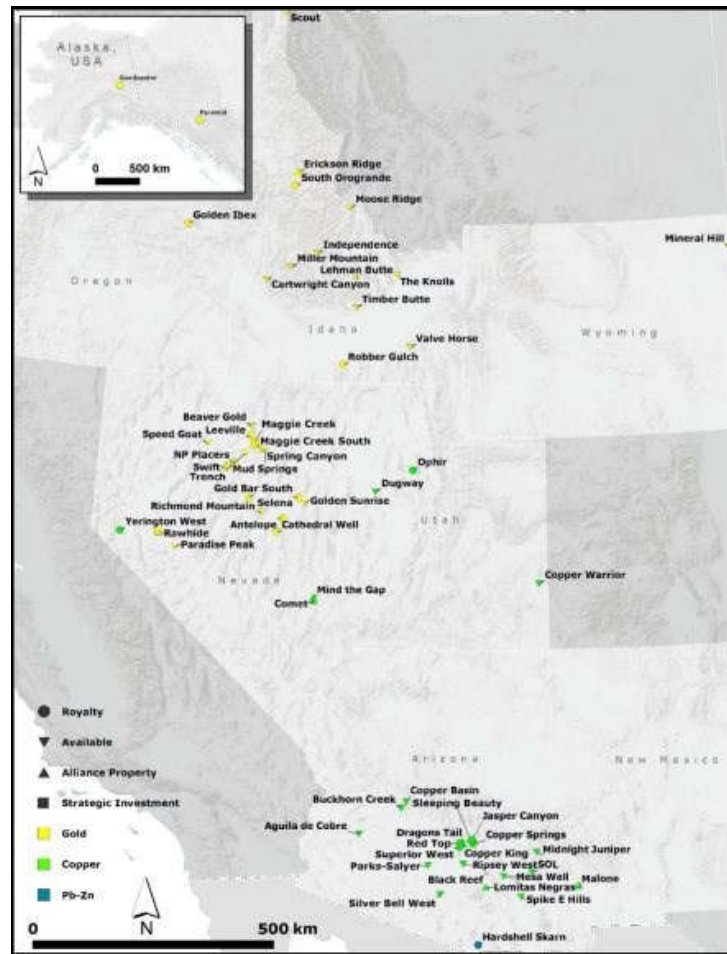 Scout
Alaska,
USA
Pyramid
0 500 km
N
Erickson Ridge
South Orogrande
Moose Ridge
Golden Ibex
Mineral Hill
Independence
Miller Mountain
Lehman Butte
The Knolls
Cartwright Canyon
Oregon
Timber Butte
Idaho
Wyoming
Valve Horse
Robber Gulch
Beaver Gold
Maggie Creek
Leeville
Speed Goat
Maggie Creek South
NP Placers
Spring Canyon
Swift
Mud Springs
Trench
Ophir
Dugway
Gold Bar South
Golden Sunrise
Selena
Richmond Mountain
Utah
Yerington West
Antelope
Cathedral Well
Rawhide
Paradise Peak
Copper Warrior
Nevada
Mind the Gap
Comet
Royalty
Available
Alliance Property
Strategic Investment
Gold
Copper
Pb-Zn
Arizona
New Mexico
Copper Basin
Buckhorn Creek
Sleeping Beauty
Jasper Canyon
Aguila de Cobre
Dragons Tail
Copper Springs
Red Top
Superior West
Copper King
Midnight Juniper
Parks-Salyer
Ripsey West
SOL
Mesa Well
Black Reef
Malone
Lomitas Negras
Silver Bell West
Spike E Hills
Hardshell Skarn
N
0 500 km